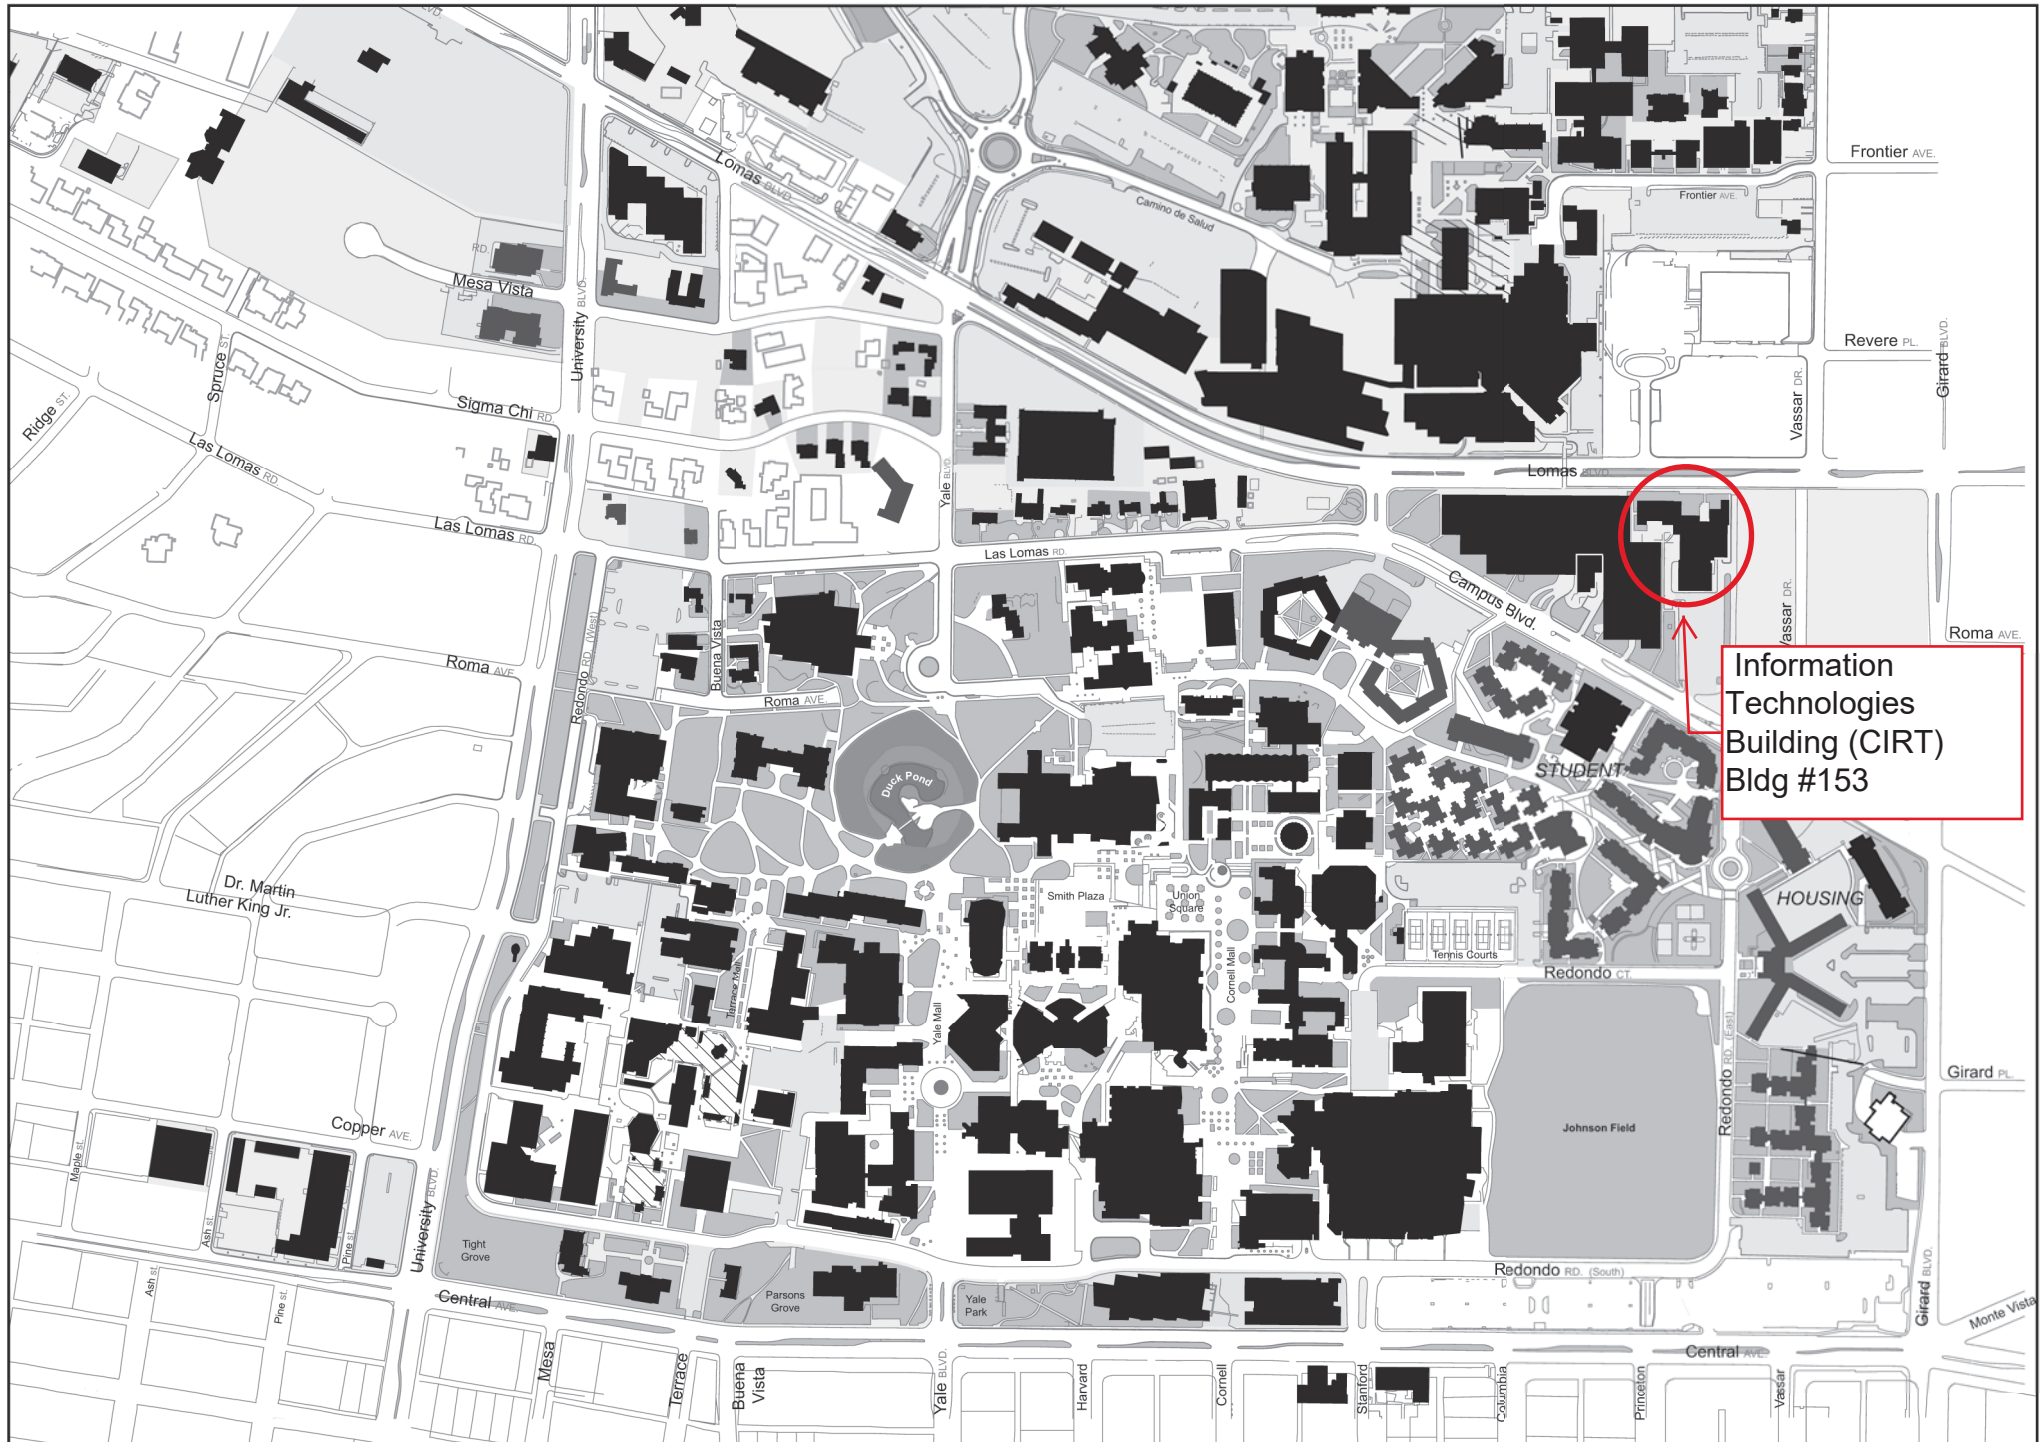 BLVD.
Lomas BLVD.
Frontier AVE.
Frontier AVE.
Camino de Salud
RD.
Mesa Vista
University BLVD.
Revere PL.
Girard BLVD.
Spruce ST.
Ridge ST.
Sigma Chi RD.
Vassar DR.
Las Lomas RD.
Lomas BLVD.
Yale BLVD.
Las Lomas RD.
Las Lomas RD.
Campus Blvd.
Vassar DR.
Roma AVE.
Redondo RD. (West)
Buena Vista
Roma AVE.
Roma AVE.
Information
Technologies
Building (CIRT)
Bldg #153
Duck Pond
STUDENT
HOUSING
Dr. Martin
Luther King Jr.
Smith Plaza
Union
Square
Tennis Courts
Redondo CT.
Terrace Mall
Yale Mall
Cornell Mall
Redondo RD. (East)
Girard PL.
Johnson Field
Copper AVE.
Maple st.
Ash st.
Pine st.
University BLVD.
Tight
Grove
Redondo RD. (South)
Girard BLVD.
Ash st.
Pine st.
Central AVE.
Parsons
Grove
Yale
Park
Monte Vista
Central AVE.
Mesa
Terrace
Buena
Vista
Yale BLVD.
Harvard
Cornell
Stanford
Columbia
Princeton
Vassar